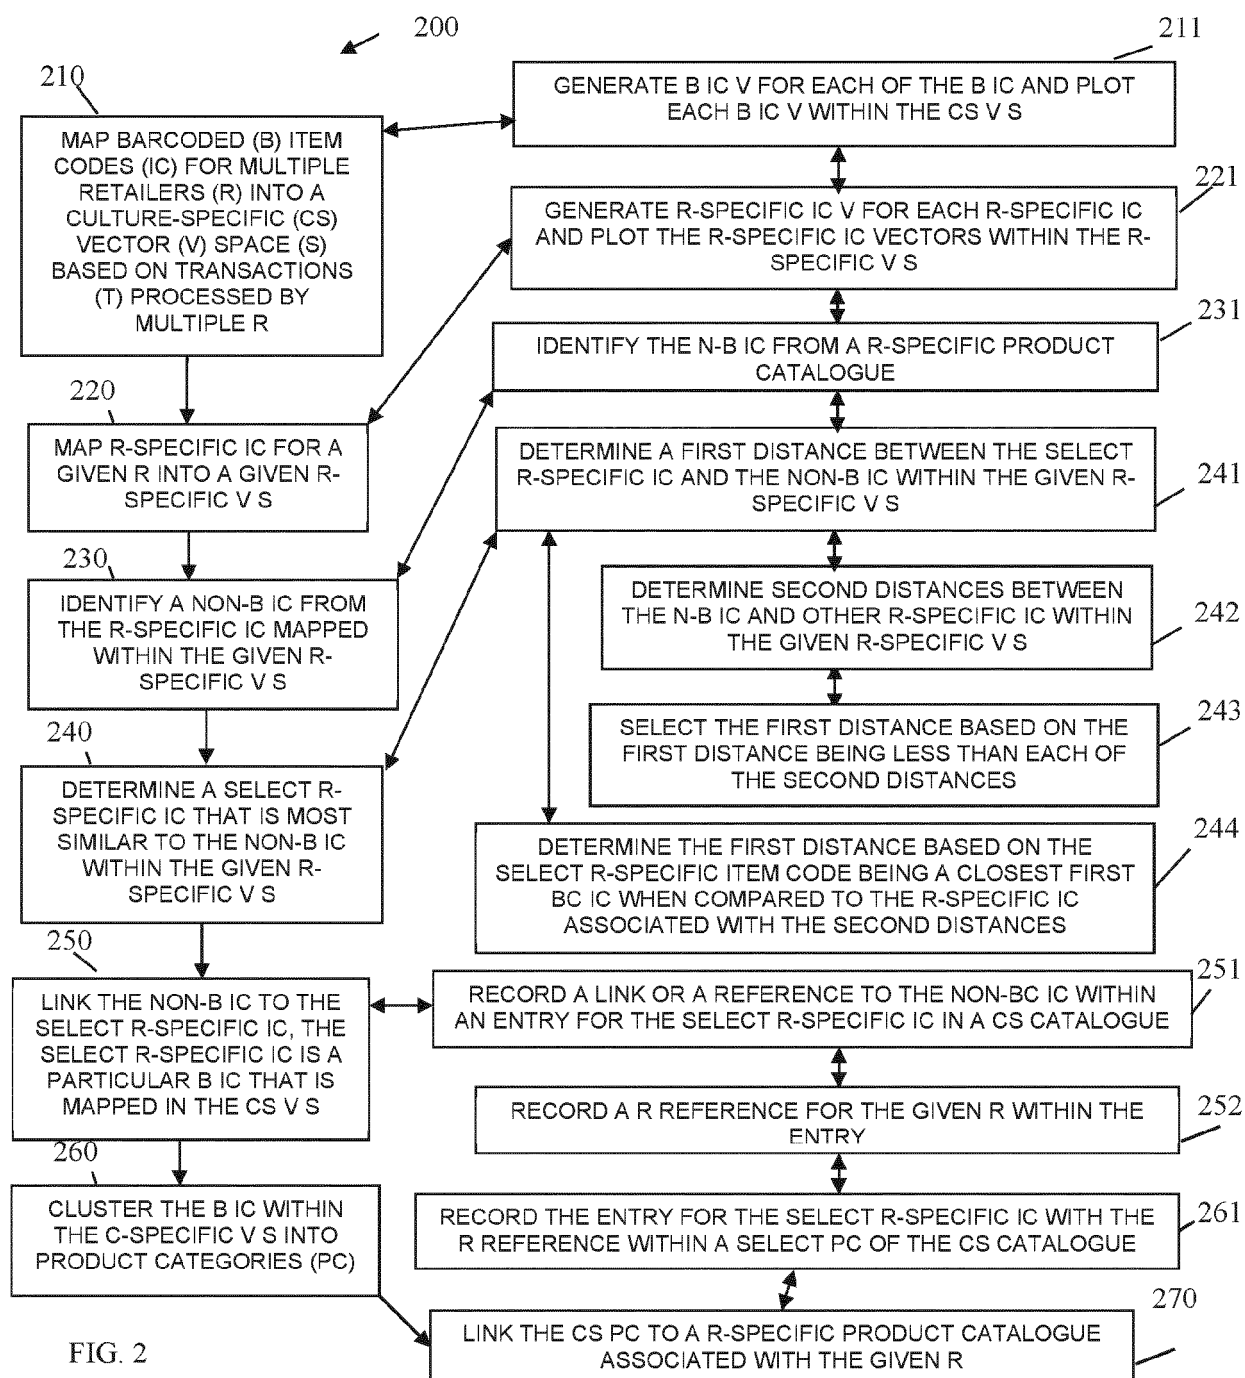 200
210
MAP BARCODED (B) ITEM
CODES (IC) FOR MULTIPLE
RETAILERS (R) INTO A
CULTURE-SPECIFIC (CS)
VECTOR (V) SPACE (S)
BASED ON TRANSACTIONS
(T) PROCESSED BY
MULTIPLE R
211
GENERATE B IC V FOR EACH OF THE B IC AND PLOT
EACH B IC V WITHIN THE CS V S
221
GENERATE R-SPECIFIC IC V FOR EACH R-SPECIFIC IC
AND PLOT THE R-SPECIFIC IC VECTORS WITHIN THE R-
SPECIFIC V S
220
MAP R-SPECIFIC IC FOR A
GIVEN R INTO A GIVEN R-
SPECIFIC V S
231
IDENTIFY THE N-B IC FROM A R-SPECIFIC PRODUCT
CATALOGUE
230
IDENTIFY A NON-B IC FROM
THE R-SPECIFIC IC MAPPED
WITHIN THE GIVEN R-
SPECIFIC V S
241
DETERMINE A FIRST DISTANCE BETWEEN THE SELECT
R-SPECIFIC IC AND THE NON-B IC WITHIN THE GIVEN R-
SPECIFIC V S
242
DETERMINE SECOND DISTANCES BETWEEN
THE N-B IC AND OTHER R-SPECIFIC IC WITHIN
THE GIVEN R-SPECIFIC V S
243
SELECT THE FIRST DISTANCE BASED ON THE
FIRST DISTANCE BEING LESS THAN EACH OF
THE SECOND DISTANCES
240
DETERMINE A SELECT R-
SPECIFIC IC THAT IS MOST
SIMILAR TO THE NON-B IC
WITHIN THE GIVEN R-
SPECIFIC V S
244
DETERMINE THE FIRST DISTANCE BASED ON THE
SELECT R-SPECIFIC ITEM CODE BEING A CLOSEST FIRST
BC IC WHEN COMPARED TO THE R-SPECIFIC IC
ASSOCIATED WITH THE SECOND DISTANCES
250
LINK THE NON-B IC TO THE
SELECT R-SPECIFIC IC, THE
SELECT R-SPECIFIC IC IS A
PARTICULAR B IC THAT IS
MAPPED IN THE CS V S
251
RECORD A LINK OR A REFERENCE TO THE NON-BC IC WITHIN
AN ENTRY FOR THE SELECT R-SPECIFIC IC IN A CS CATALOGUE
252
RECORD A R REFERENCE FOR THE GIVEN R WITHIN THE
ENTRY
260
CLUSTER THE B IC WITHIN
THE C-SPECIFIC V S INTO
PRODUCT CATEGORIES (PC)
261
RECORD THE ENTRY FOR THE SELECT R-SPECIFIC IC WITH THE
R REFERENCE WITHIN A SELECT PC OF THE CS CATALOGUE
270
LINK THE CS PC TO A R-SPECIFIC PRODUCT CATALOGUE
ASSOCIATED WITH THE GIVEN R
FIG. 2